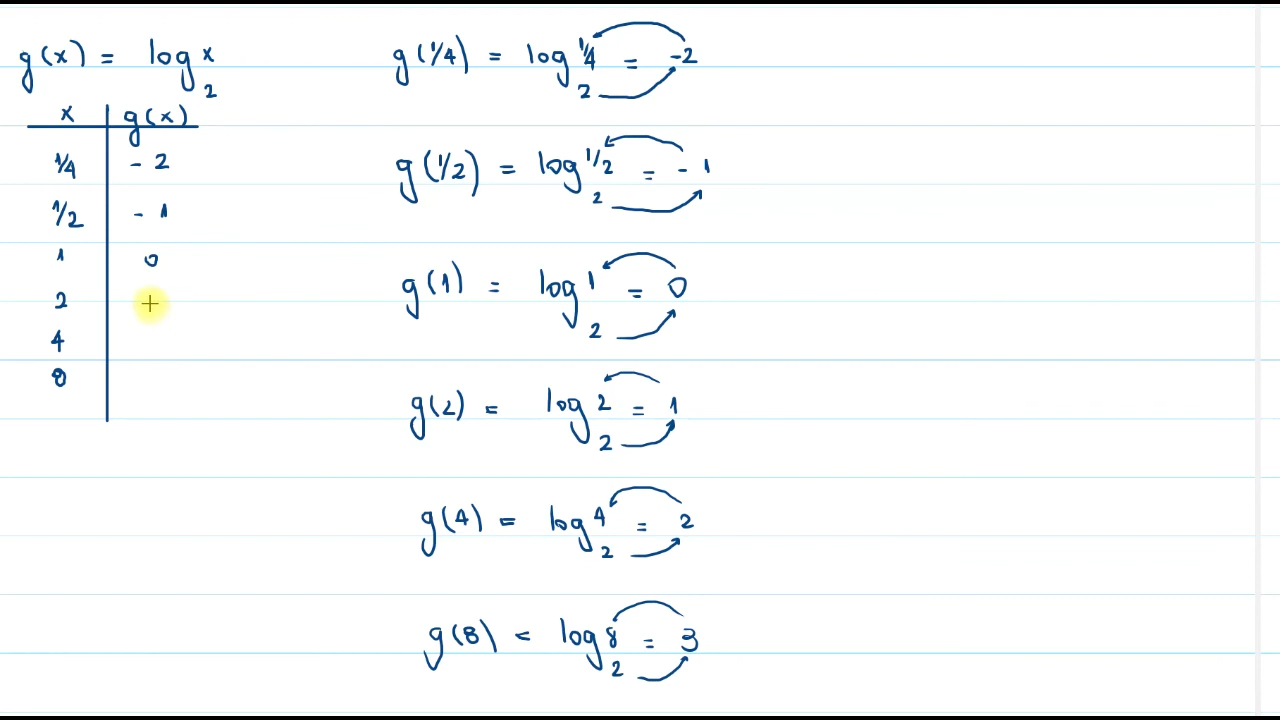 g(x) = log₂ x
x | g(x)
1/4 | -2
1/2 | -1
1 | 0
2 |
4 |
8 |
g(1/4) = log₂ 1/4 = -2
g(1/2) = log₂ 1/2 = -1
g(1) = log₂ 1 = 0
g(2) = log₂ 2 = 1
g(4) = log₂ 4 = 2
g(8) = log₂ 8 = 3